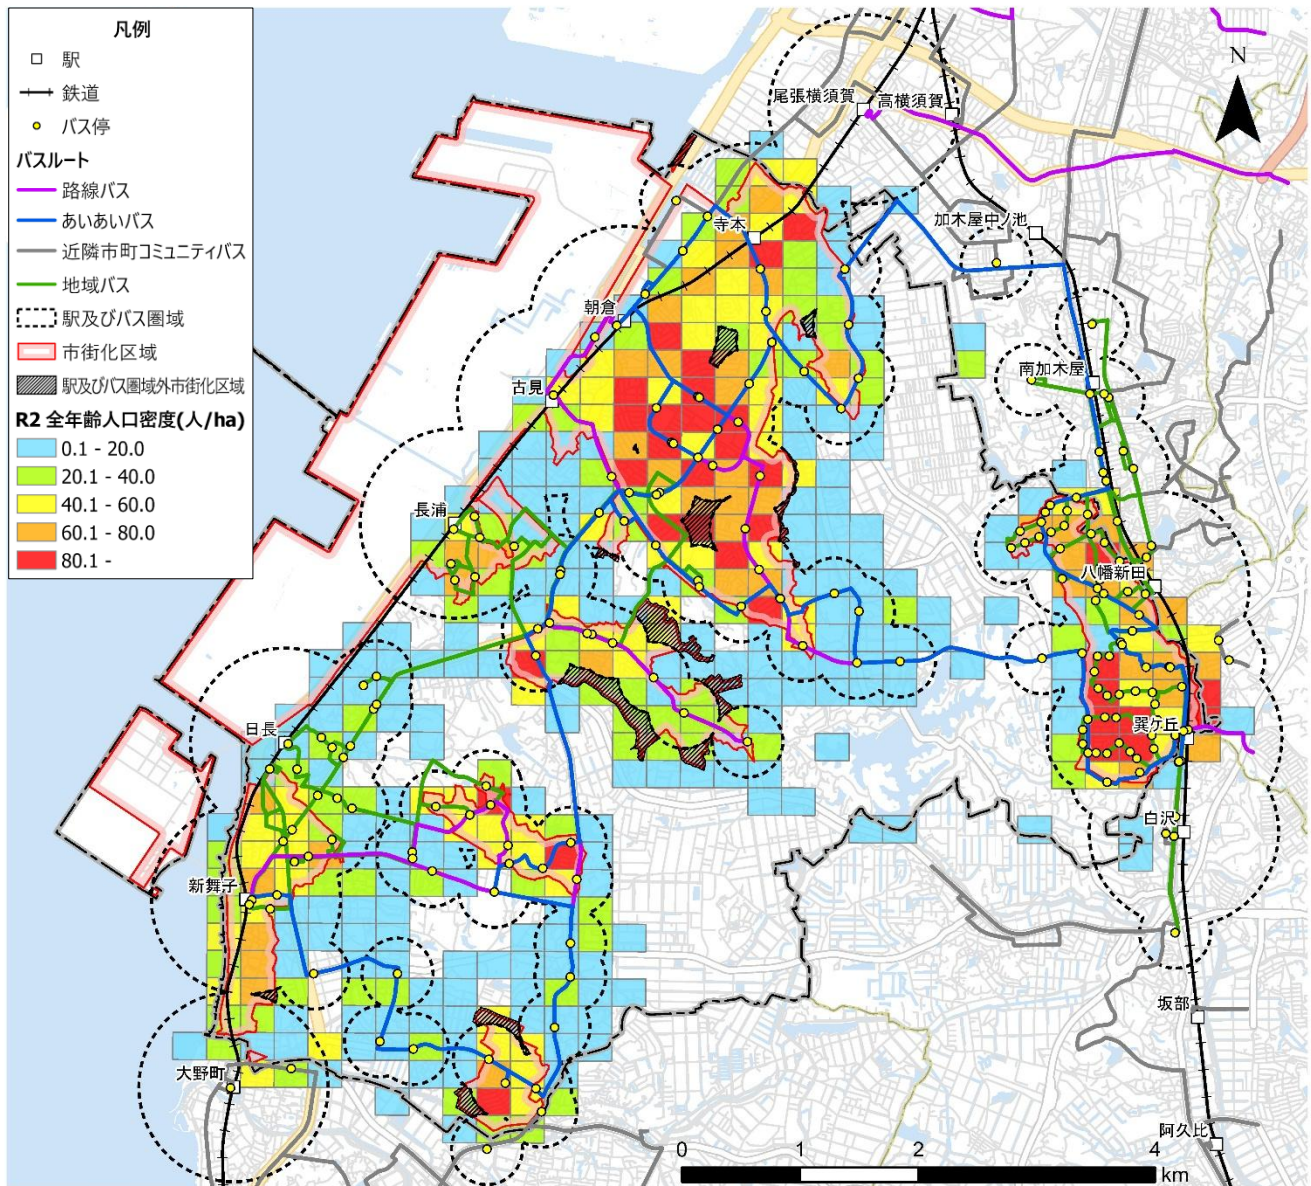 凡例
駅
鉄道
バス停
バスルート
路線バス
あいあいバス
近隣市町コミュニティバス
地域バス
駅及びバス圏域
市街化区域
駅及びバス圏域外市街化区域
R2 全年齢人口密度(人/ha)
0.1 - 20.0
20.1 - 40.0
40.1 - 60.0
60.1 - 80.0
80.1 -
N
尾張横須賀
高横須賀
加木屋中ノ池
寺本
朝倉
南加木屋
古見
長浦
八幡新田
日長
巽ケ丘
白沢
新舞子
坂部
大野町
阿久比
0 1 2 4
km